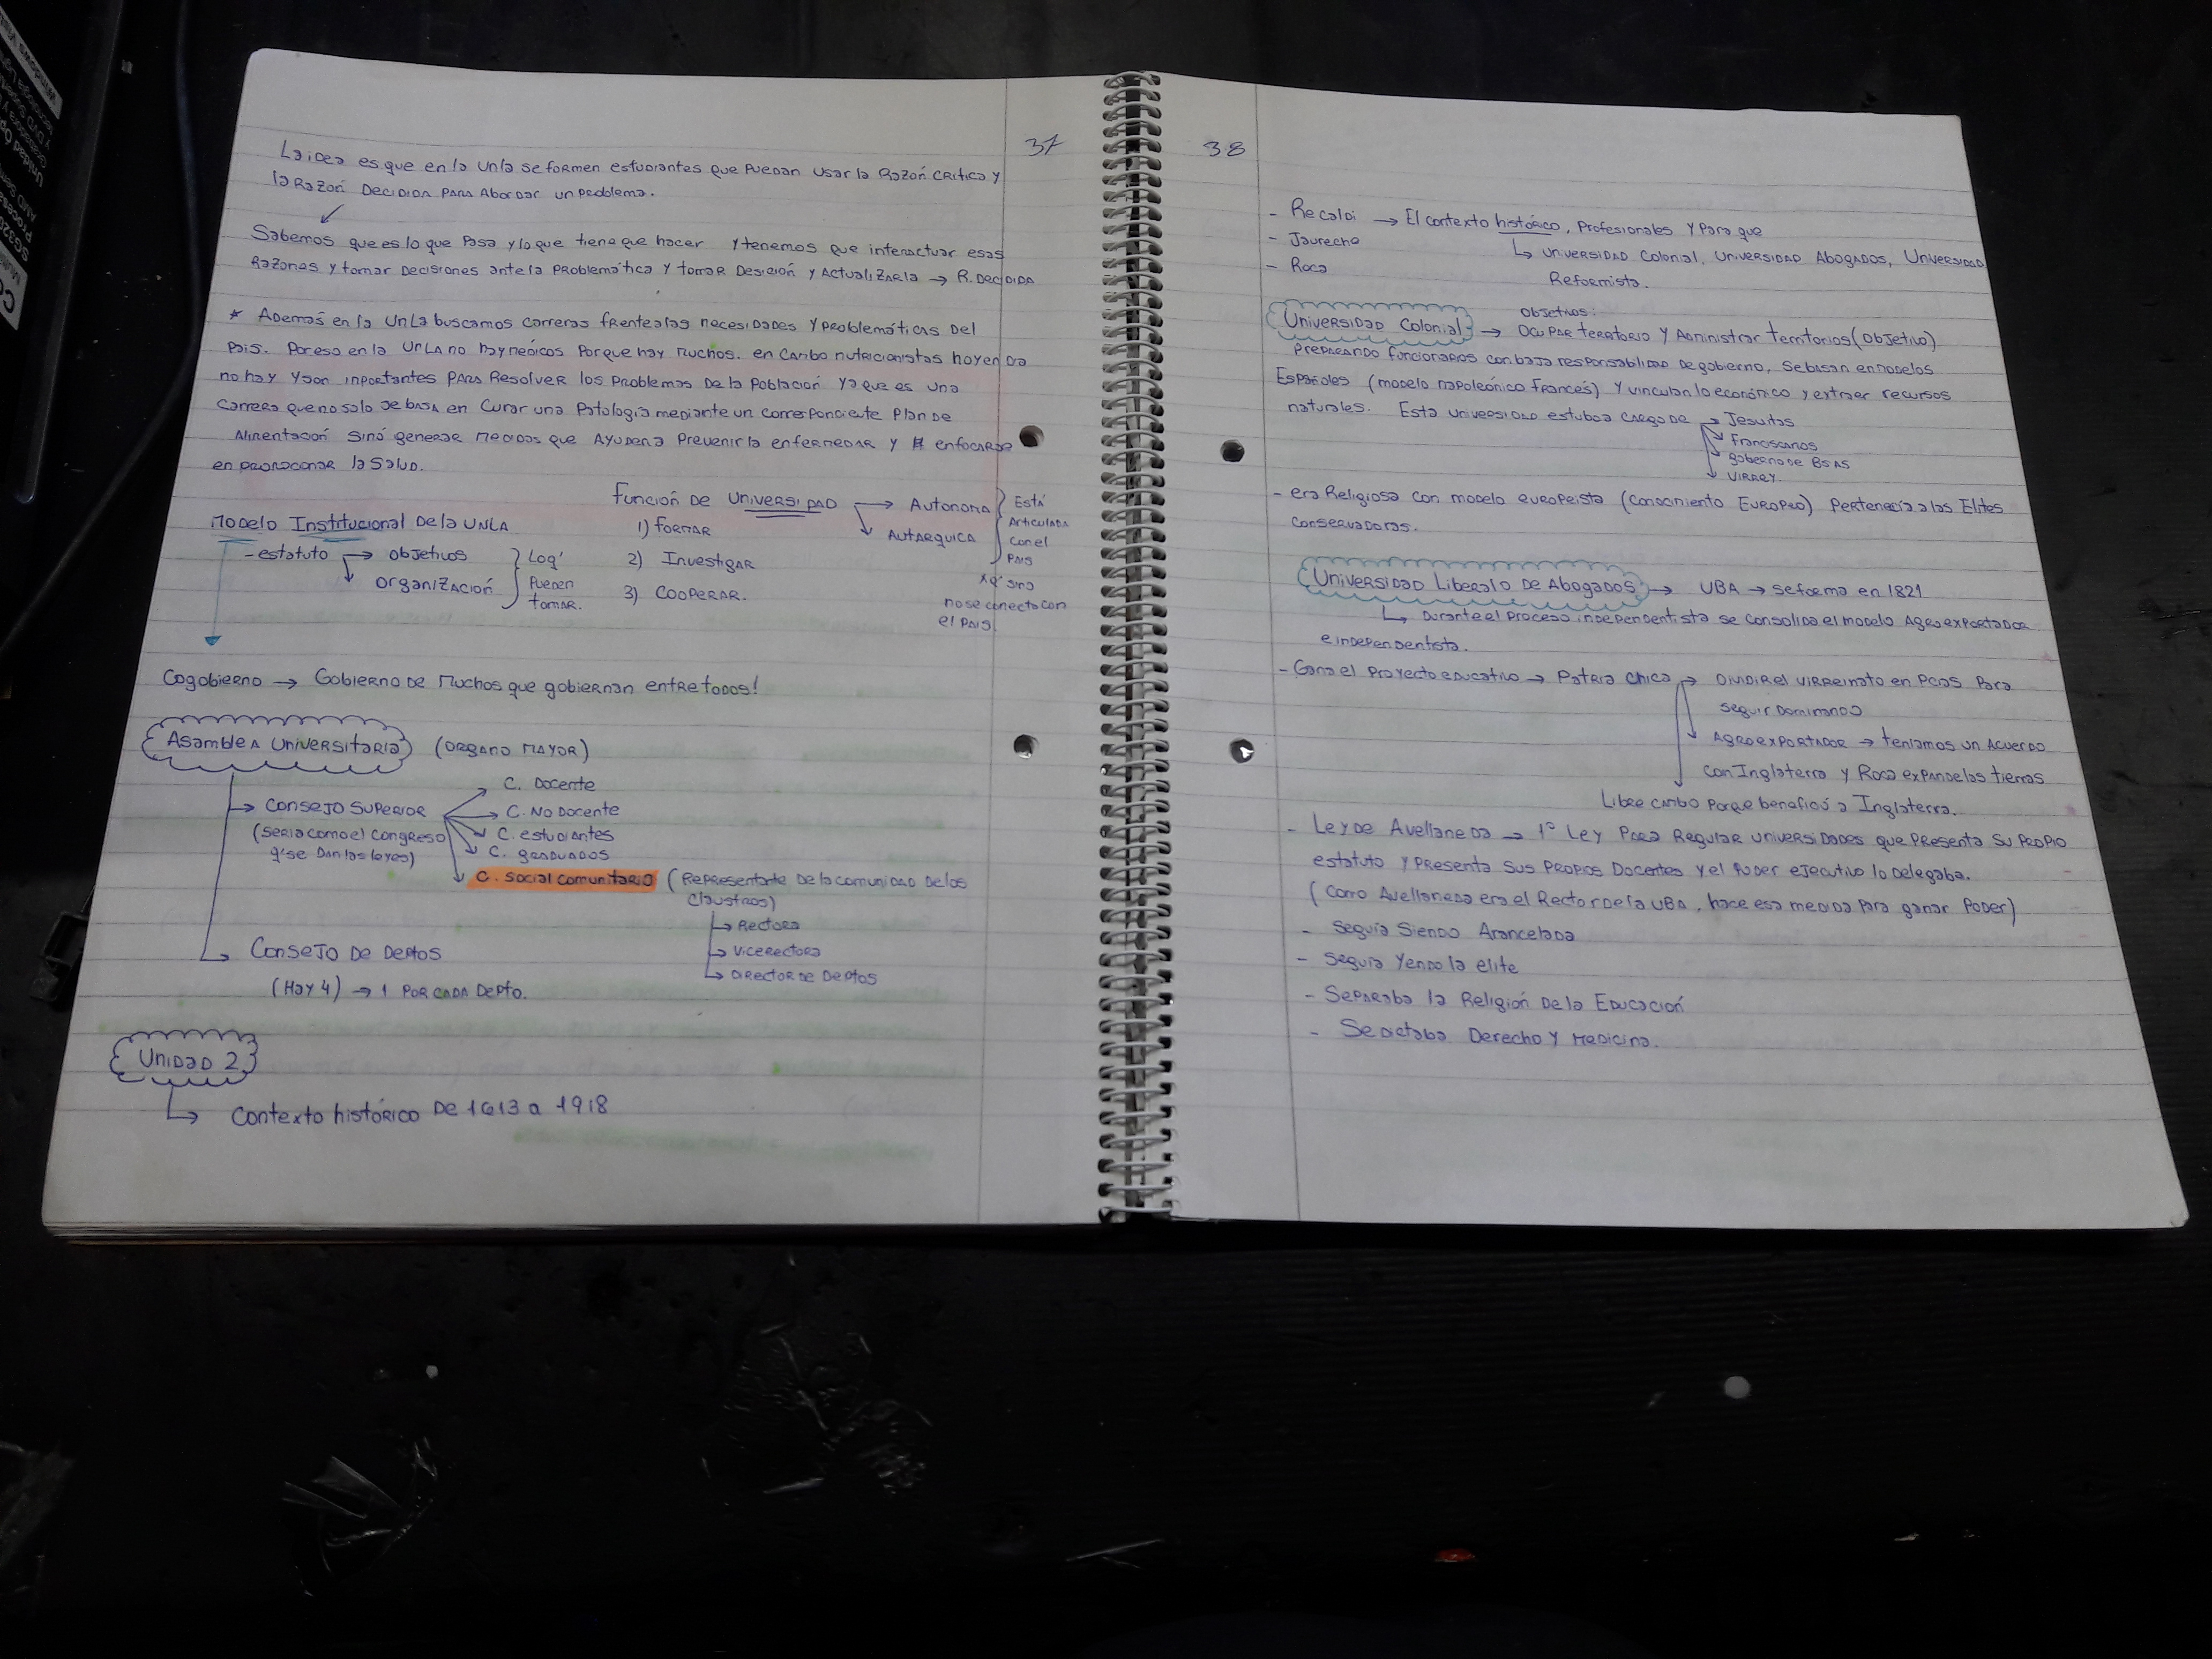 37
La idea es que en la Unla se formen estudiantes que puedan usar la Razón crítica y
la Razón Decidida para Abordar un problema.
Sabemos que es lo que pasa y lo que tiene que hacer y tenemos que interactuar esas
Razones y tomar decisiones ante la problemática y tomar desición y Actualizarla → R. Decidida
* Además en la UNLa buscamos carreras frente a las necesidades y problemáticas del
país. Por eso en la UNLa no hay médicos porque hay muchos. en cambio nutricionistas hoy en día
no hay y son inportantes para Resolver los problemas de la Población ya que es una
carrera que no solo se basa en curar una Patología mediante un correspondiente Plan de
Alimentación sinó generar medidas que Ayuden a prevenir la enfermedad y enfocarse
en promocionar la Salud.
Función de Universidad → Autonoma
Autárquica
Está
Articulada
con el
País
xq' sino
no se conecta con
el país
1) Formar
2) Investigar
3) Cooperar.
Modelo Institucional de la UNLA
- estatuto → objetivos
organización
Loq'
Pueden
tomar.
Cogobierno → Gobierno de muchos que gobiernan entre todos!
Asamblea Universitaria (Organo Mayor)
→ Consejo Superior
(Seria como el congreso
q' se dan las leyes)
C. Docente
C. No Docente
C. estudiantes
C. graduados
C. Social Comunitario (Representante de la comunidad de los
claustros)
→ Rectora
→ Vicerectora
→ Director de Deptos
→ Consejo de Deptos
(Hay 4) → 1 por cada Depto.
Unidad 2
→ Contexto histórico de 1613 a 1918
38
- Recaldi → El contexto histórico, Profesionales y para que
- Jaureche
- Roca
→ Universidad Colonial, Universidad Abogados, Universidad
Reformista.
Objetivos:
Universidad Colonial → Ocupar territorio y Administrar territorios (objetivo)
preparando funcionarios con baja responsabilidad de gobierno, se basan en modelos
Españoles (modelo napoleónico francés) y vinculan lo económico y extraer recursos
naturales. Esta universidad estubo a cargo de → Jesuitas
Franciscanos
gobierno de BSAS
Virrey
- era Religiosa con modelo europeista (conocimiento Europeo) Pertenecía a las Elites
conservadoras.
Universidad Liberal o de Abogados → UBA → se forma en 1821
→ Durante el proceso independentista se consolida el modelo Agroexportador
e independentista.
- Gana el proyecto educativo → Patria chica → Dividir el Virreinato en pcias para
seguir dominando
Agroexportador → teníamos un Acuerdo
con Inglaterra y Roca expande las tierras
Libre cambio porque benefició a Inglaterra.
- Ley de Avellaneda → 1° Ley para Regular universidades que presenta su propio
estatuto y presenta sus propios Docentes y el poder ejecutivo lo delegaba.
(Como Avellaneda era el Rector de la UBA, hace esa medida para ganar Poder)
- Seguía Siendo Arancelada
- Seguía yendo la elite
- Separaba la Religión de la Educación
- Se dictaba Derecho y Medicina.